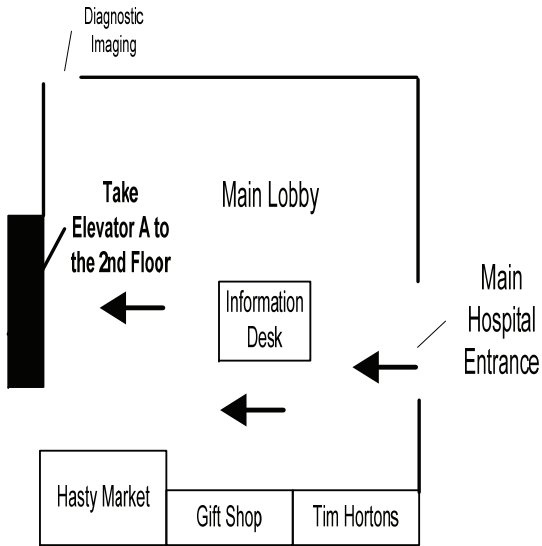 Diagnostic
Imaging
Take
Elevator A to
the 2nd Floor
Main Lobby
Information
Desk
Main
Hospital
Entrance
Hasty Market
Gift Shop
Tim Hortons